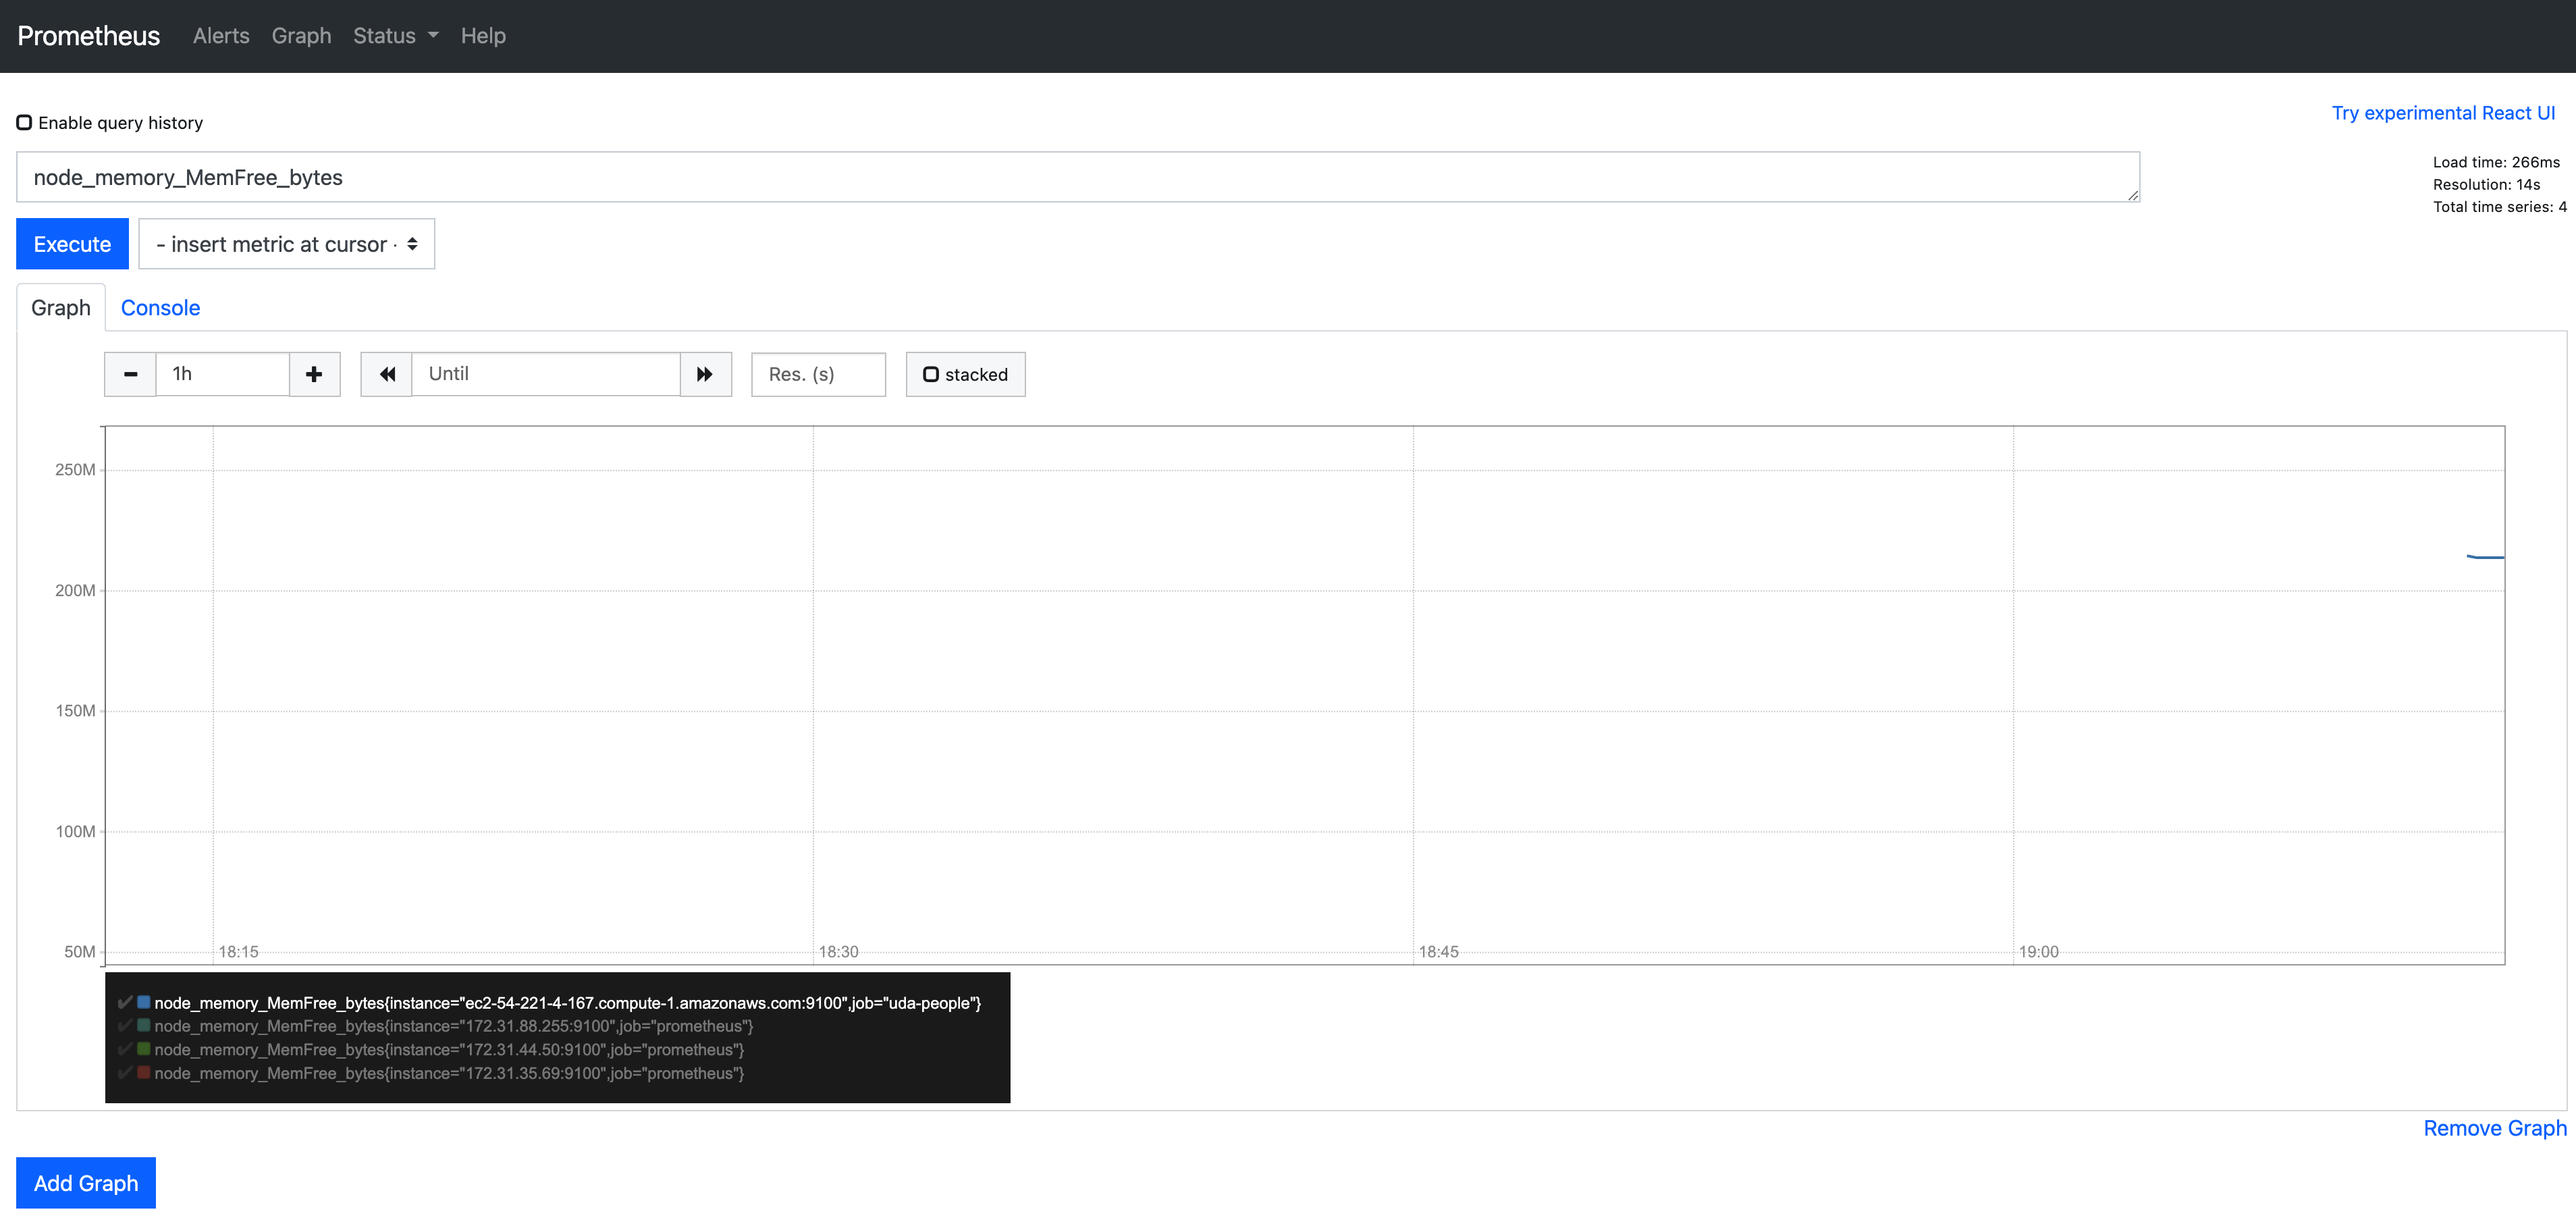 Prometheus Alerts Graph Status Help
Enable query history
Try experimental React UI
node_memory_MemFree_bytes
Load time: 266ms
Resolution: 14s
Total time series: 4
Execute
- insert metric at cursor -
Graph Console
1h Until Res. (s) stacked
250M
200M
150M
100M
50M
18:15 18:30 18:45 19:00
node_memory_MemFree_bytes{instance="ec2-54-221-4-167.compute-1.amazonaws.com:9100",job="uda-people"}
node_memory_MemFree_bytes{instance="172.31.88.255:9100",job="prometheus"}
node_memory_MemFree_bytes{instance="172.31.44.50:9100",job="prometheus"}
node_memory_MemFree_bytes{instance="172.31.35.69:9100",job="prometheus"}
Remove Graph
Add Graph